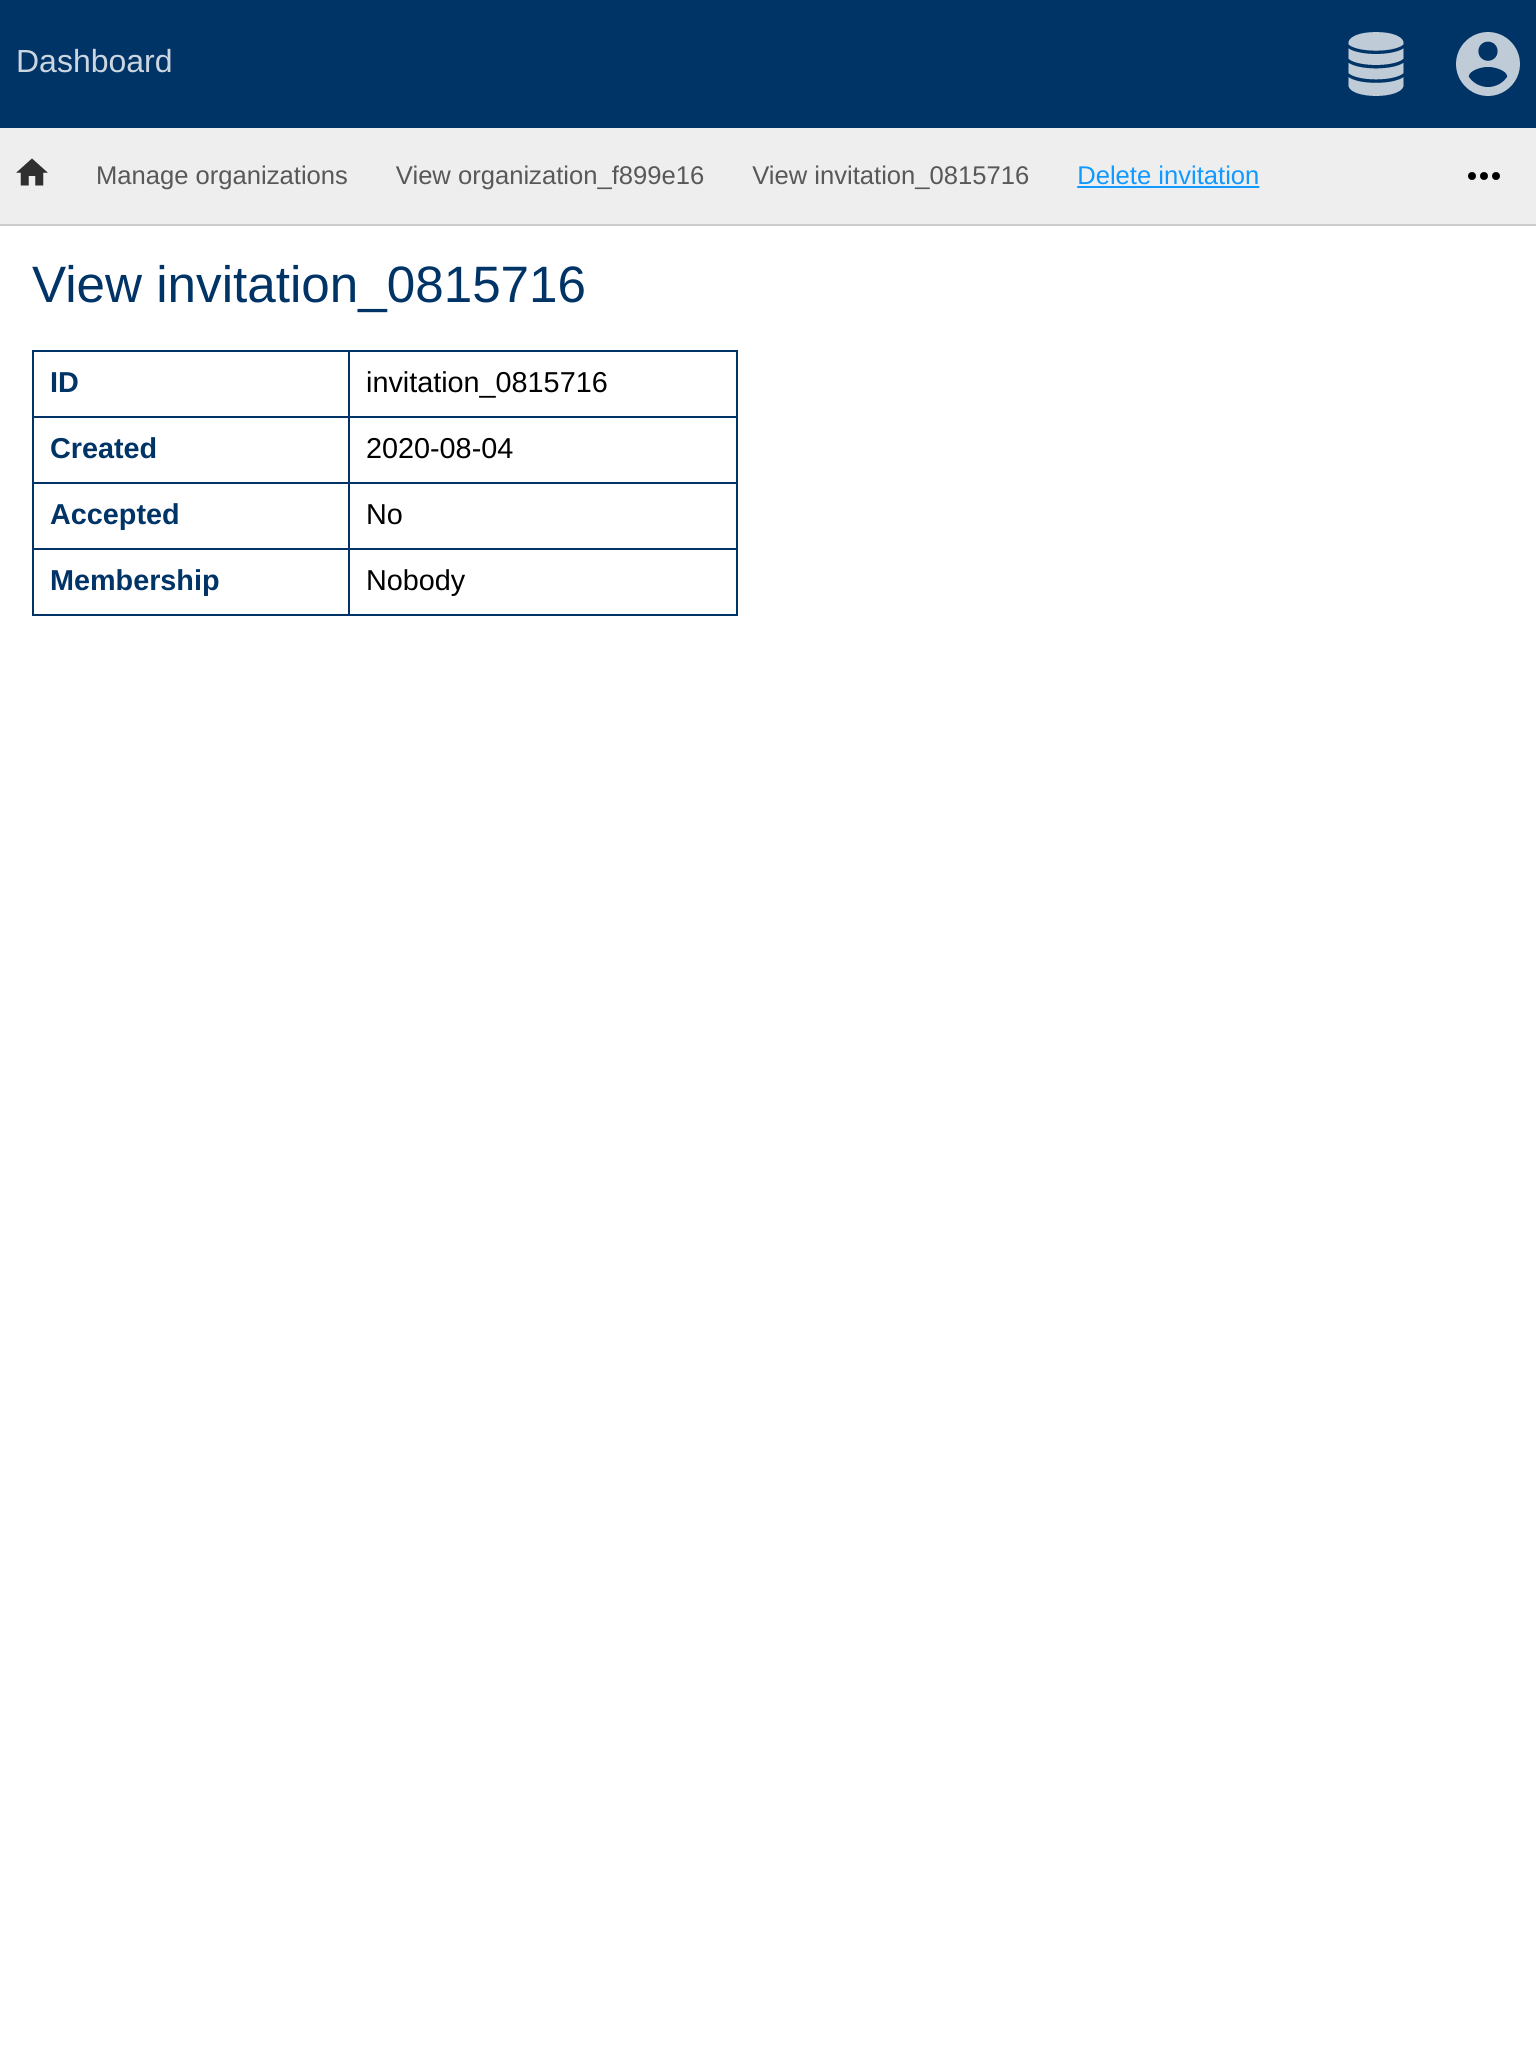 Dashboard
Manage organizations View organization_f899e16 View invitation_0815716 Delete invitation
View invitation_0815716
ID invitation_0815716
Created 2020-08-04
Accepted No
Membership Nobody